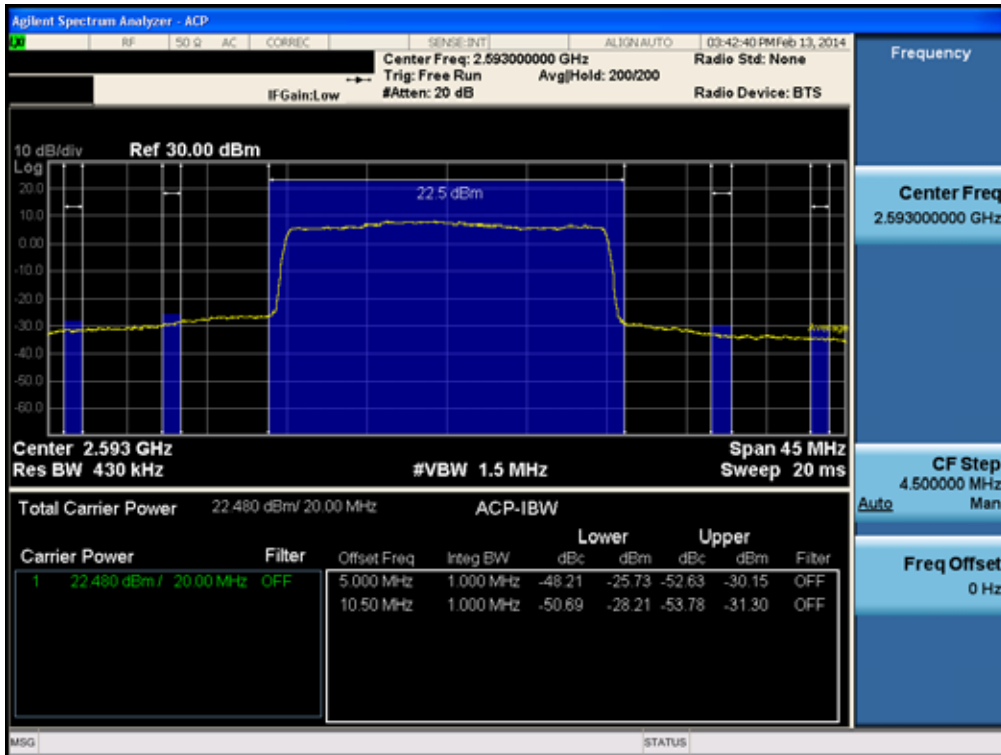 Agilent Spectrum Analyzer - ACP
RF 50 Ω AC CORREC SENSE:INT ALIGN AUTO 03:42:40 PM Feb 13, 2014
Center Freq: 2.593000000 GHz Radio Std: None
Trig: Free Run Avg|Hold: 200/200
IFGain:Low #Atten: 20 dB Radio Device: BTS
Frequency
10 dB/div Ref 30.00 dBm
Log
20.0
10.0
0.00
-10.0
-20.0
-30.0
-40.0
-50.0
-60.0
22.5 dBm
Average
Center 2.593 GHz Span 45 MHz
Res BW 430 kHz #VBW 1.5 MHz Sweep 20 ms
Center Freq
2.593000000 GHz
CF Step
4.500000 MHz
Auto Man
Freq Offset
0 Hz
Total Carrier Power 22.480 dBm/ 20.00 MHz ACP-IBW
Lower Upper
Carrier Power Filter Offset Freq Integ BW dBc dBm dBc dBm Filter
1 22.480 dBm / 20.00 MHz OFF 5.000 MHz 1.000 MHz -48.21 -25.73 -52.63 -30.15 OFF
10.50 MHz 1.000 MHz -50.69 -28.21 -53.78 -31.30 OFF
MSG STATUS